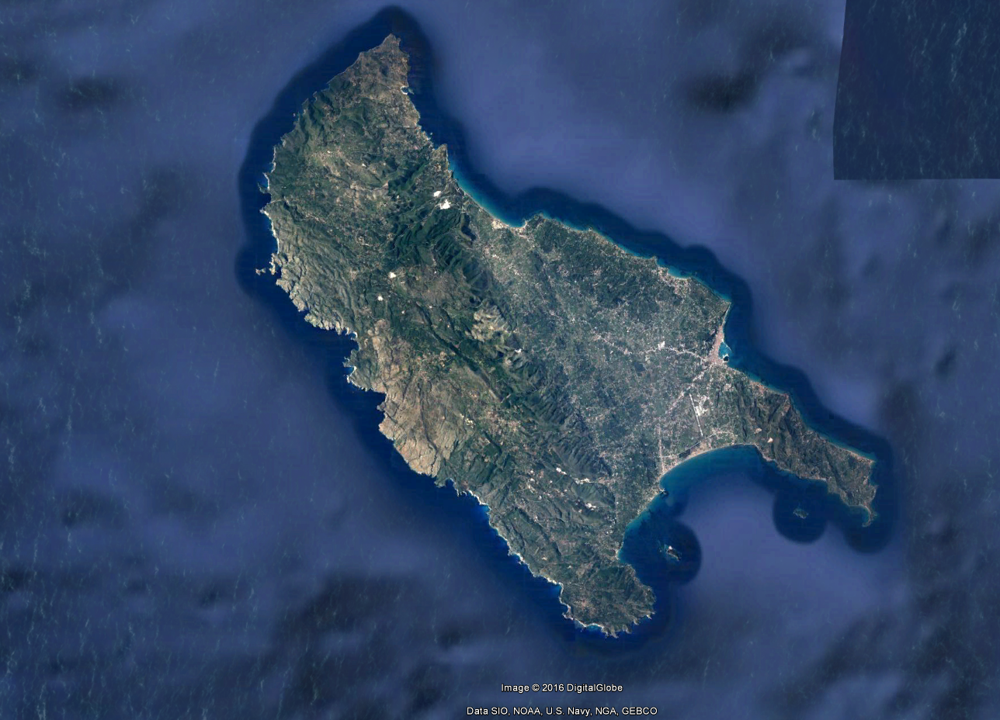 Image © 2016 DigitalGlobe
Data SIO, NOAA, U.S. Navy, NGA, GEBCO